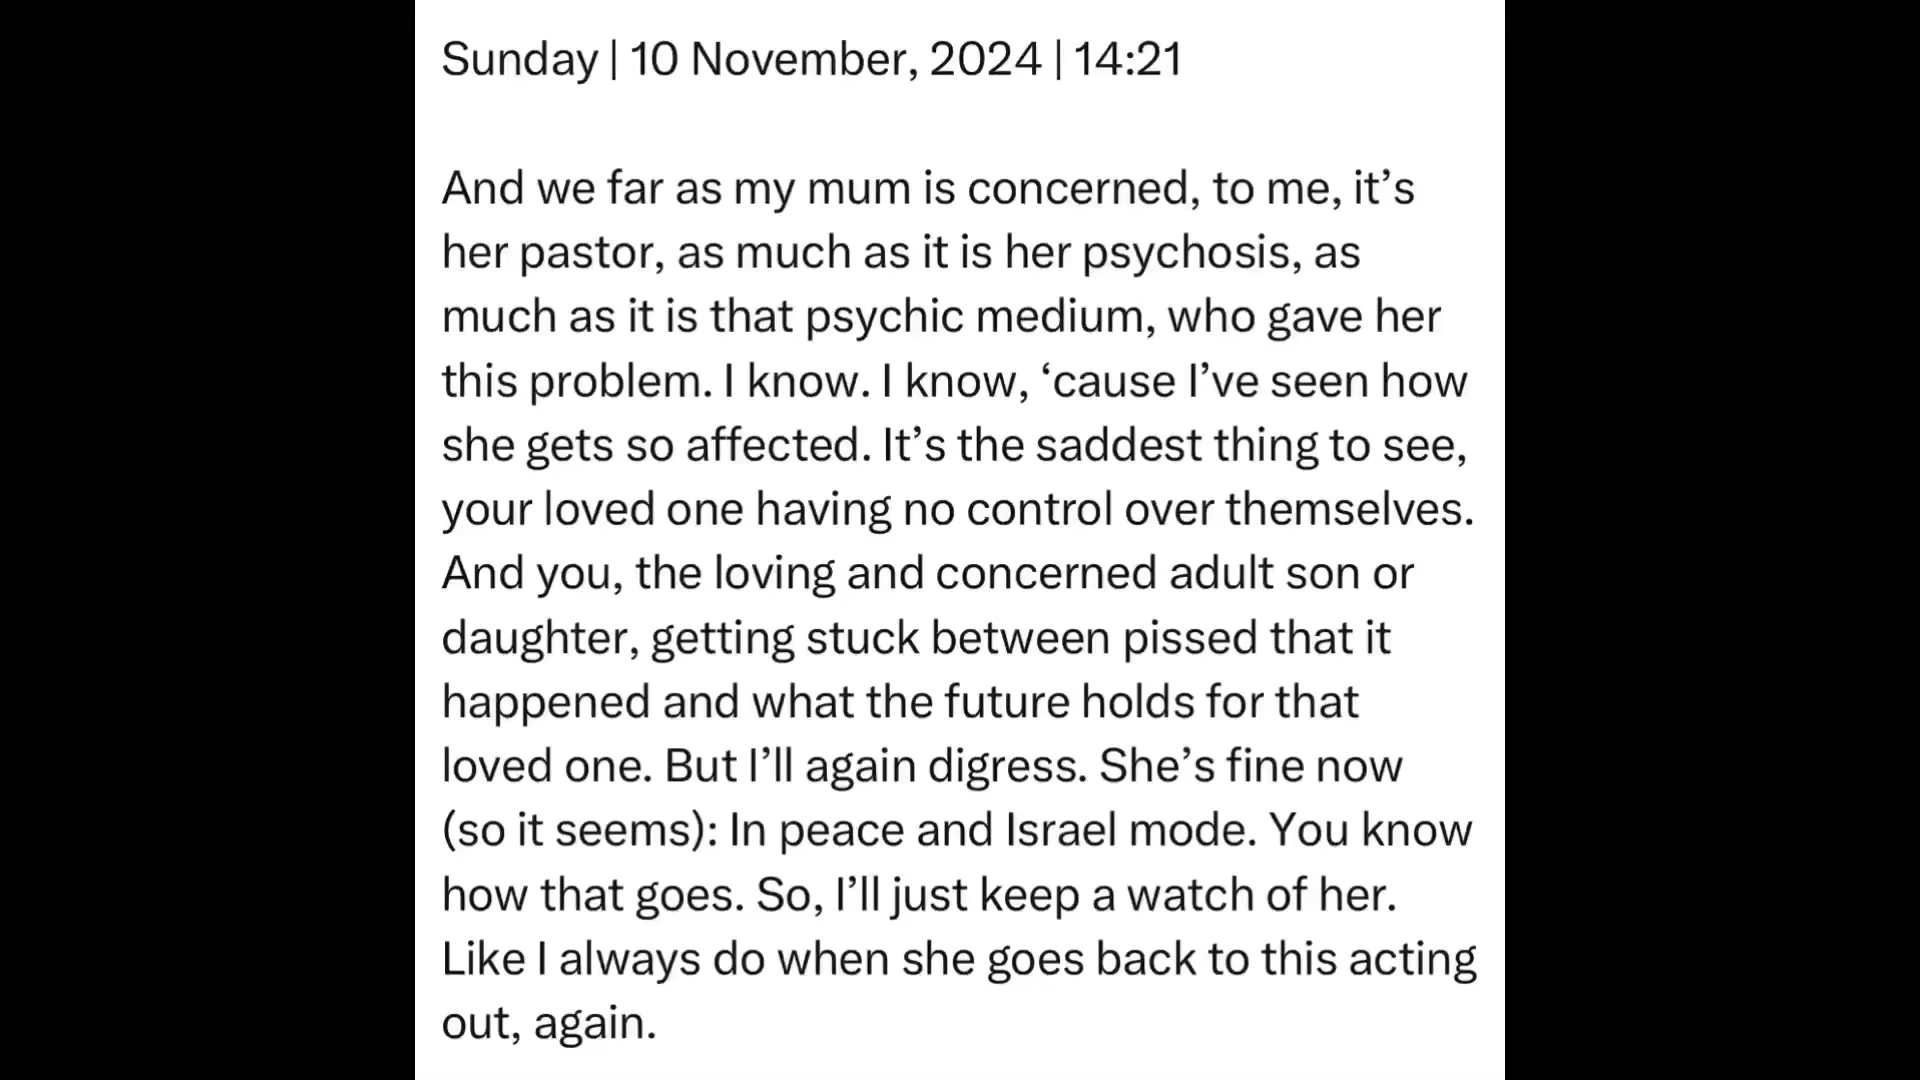 Sunday | 10 November, 2024 | 14:21
And we far as my mum is concerned, to me, it’s
her pastor, as much as it is her psychosis, as
much as it is that psychic medium, who gave her
this problem. I know. I know, ‘cause I’ve seen how
she gets so affected. It’s the saddest thing to see,
your loved one having no control over themselves.
And you, the loving and concerned adult son or
daughter, getting stuck between pissed that it
happened and what the future holds for that
loved one. But I’ll again digress. She’s fine now
(so it seems): In peace and Israel mode. You know
how that goes. So, I’ll just keep a watch of her.
Like I always do when she goes back to this acting
out, again.